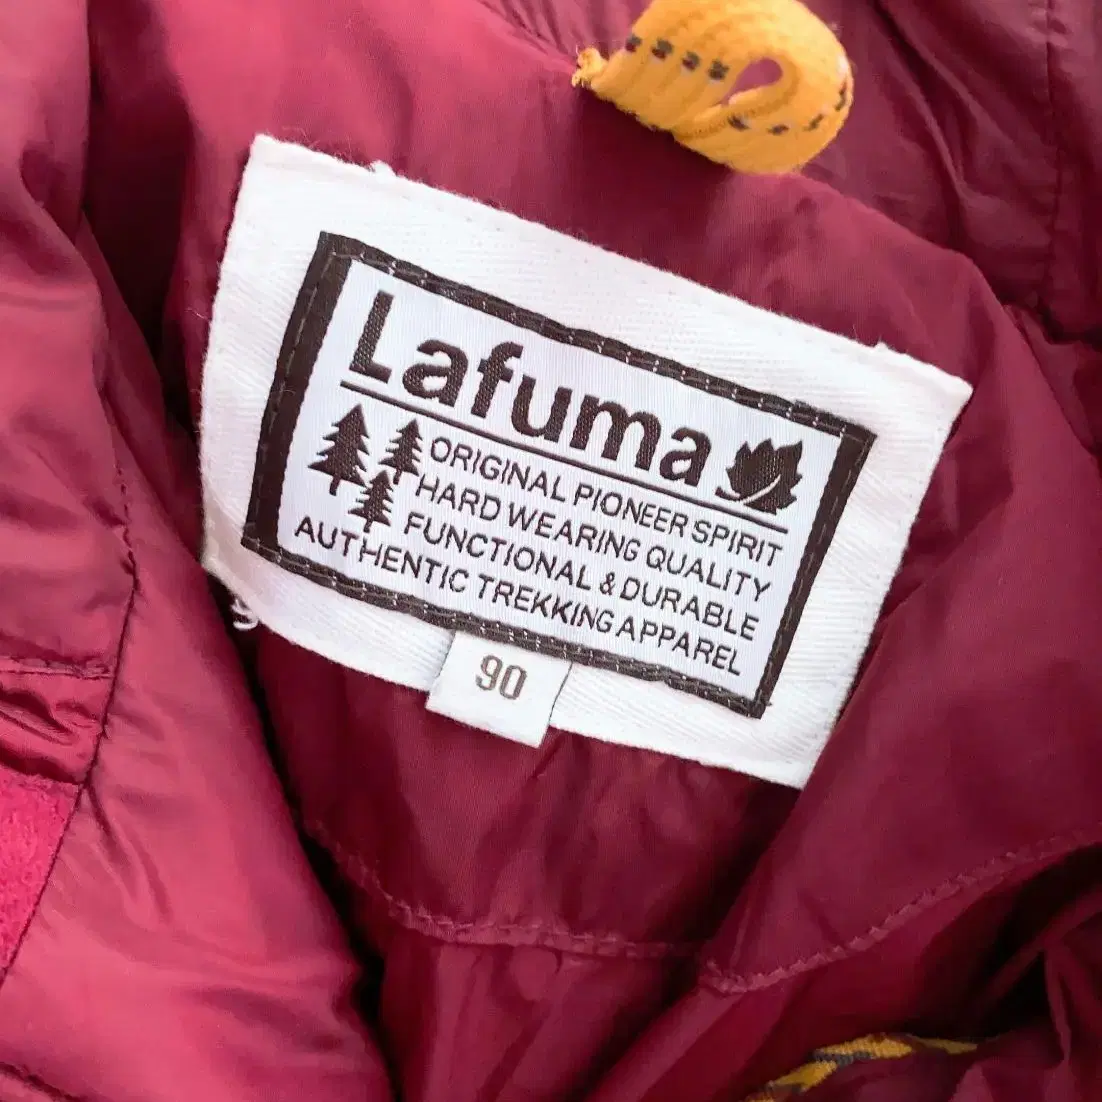 Lafuma
ORIGINAL PIONEER SPIRIT
HARD WEARING QUALITY
FUNCTIONAL & DURABLE
AUTHENTIC TREKKING APPAREL
90